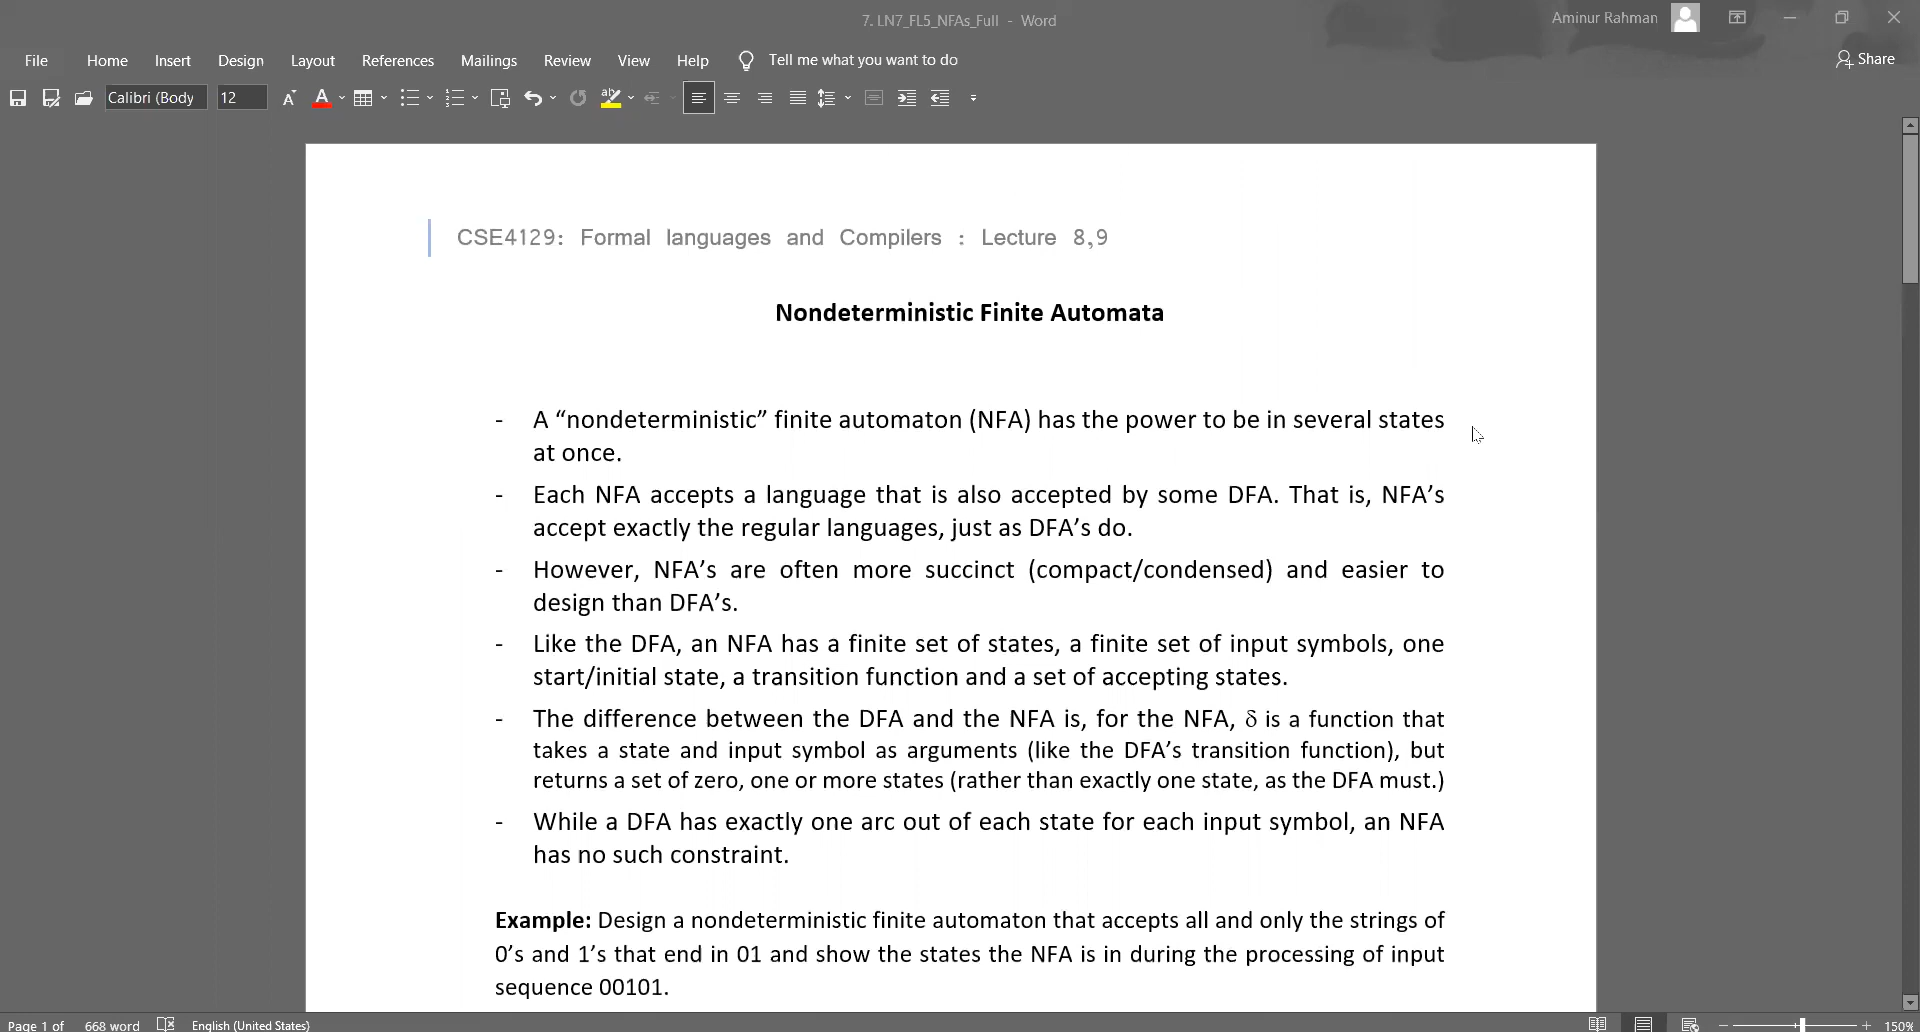 7. LN7_FL5_NFAs_Full - Word
Aminur Rahman
File Home Insert Design Layout References Mailings Review View Help Tell me what you want to do
Share
Calibri (Body 12
CSE4129: Formal languages and Compilers : Lecture 8,9
Nondeterministic Finite Automata
- A “nondeterministic” finite automaton (NFA) has the power to be in several states
at once.
- Each NFA accepts a language that is also accepted by some DFA. That is, NFA’s
accept exactly the regular languages, just as DFA’s do.
- However, NFA’s are often more succinct (compact/condensed) and easier to
design than DFA’s.
- Like the DFA, an NFA has a finite set of states, a finite set of input symbols, one
start/initial state, a transition function and a set of accepting states.
- The difference between the DFA and the NFA is, for the NFA, δ is a function that
takes a state and input symbol as arguments (like the DFA’s transition function), but
returns a set of zero, one or more states (rather than exactly one state, as the DFA must.)
- While a DFA has exactly one arc out of each state for each input symbol, an NFA
has no such constraint.
Example: Design a nondeterministic finite automaton that accepts all and only the strings of
0’s and 1’s that end in 01 and show the states the NFA is in during the processing of input
sequence 00101.
Page 1 of 668 word English (United States) 150%